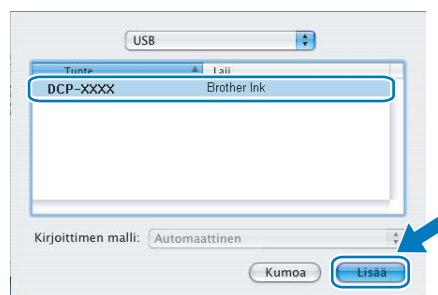 USB
Tuote Laji
DCP-XXXX Brother Ink
Kirjoittimen malli: Automaattinen
Kumoa Lisää